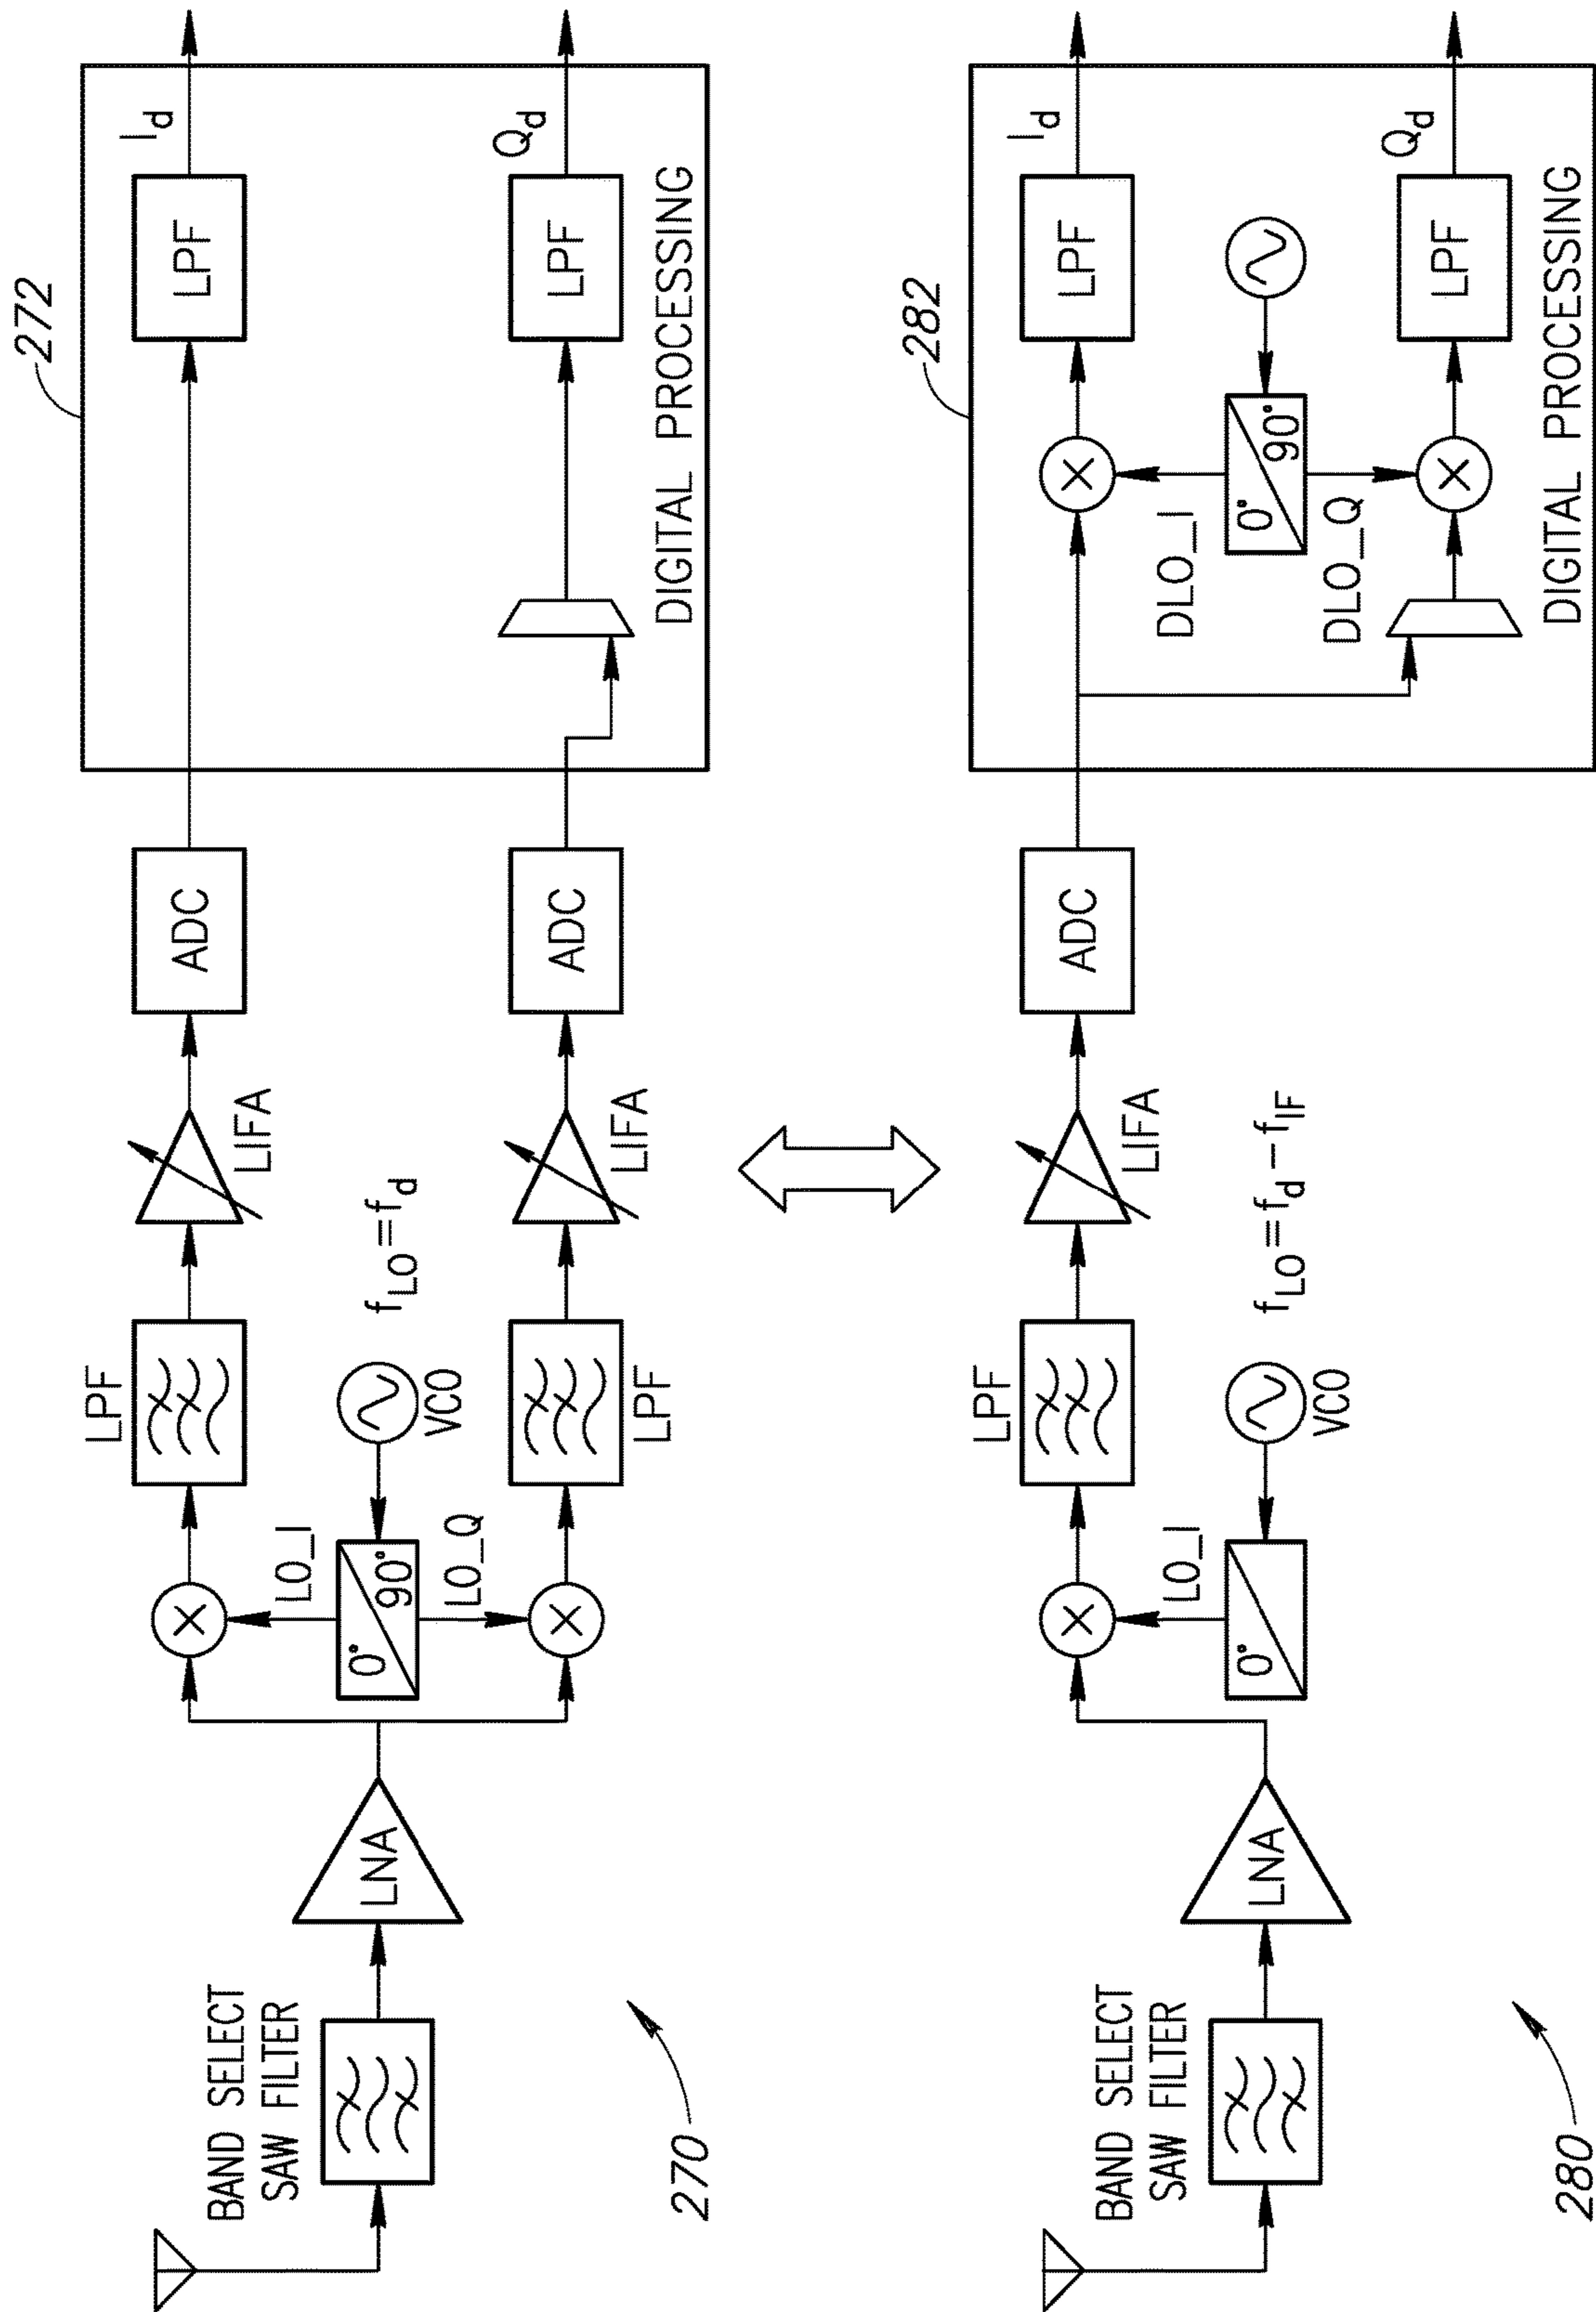 BAND SELECT
SAW FILTER
LNA
0° 90°
LO_I
LO_Q
VCO
f_LO=f_d
LPF
LPF
LIFA
LIFA
ADC
ADC
272
LPF
I_d
LPF
Q_d
DIGITAL PROCESSING
270
BAND SELECT
SAW FILTER
LNA
0°
LO_I
VCO
f_LO=f_d−f_IF
LPF
LIFA
ADC
282
DLO_I
0° 90°
DLO_Q
LPF
I_d
LPF
Q_d
DIGITAL PROCESSING
280